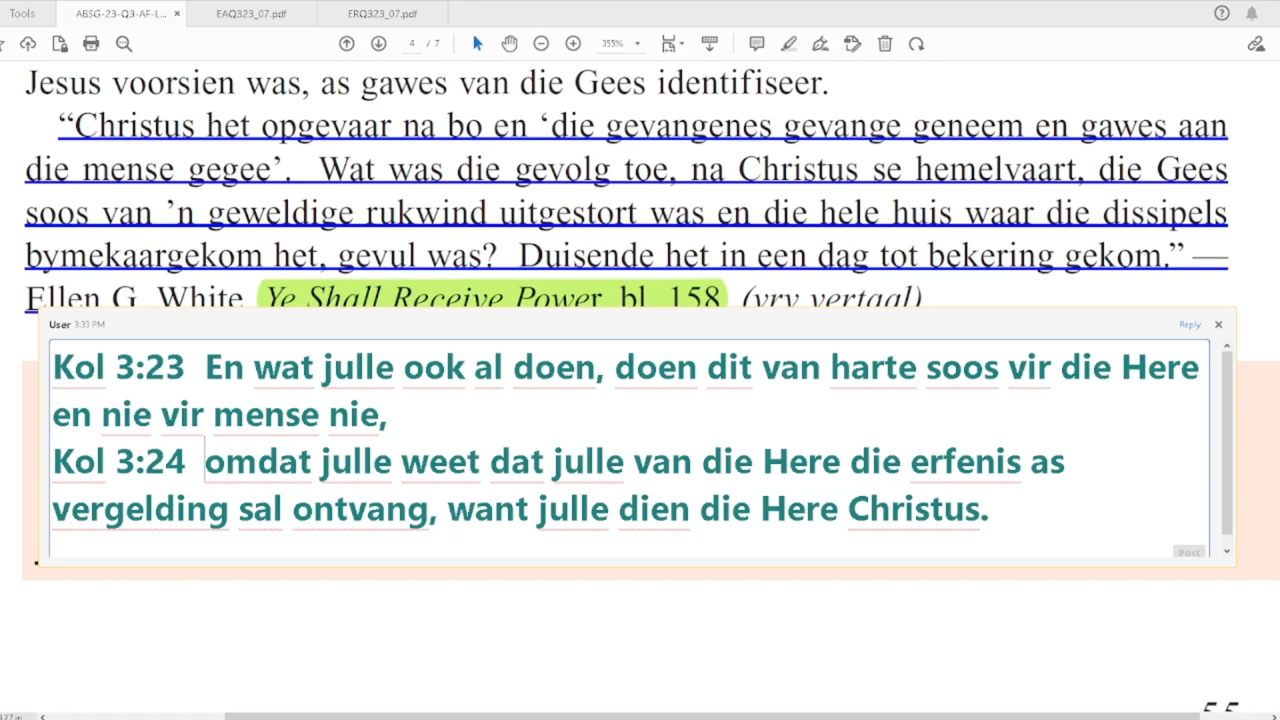 Tools ABSG-23-Q3-AF-L... × EAQ323_07.pdf ERQ323_07.pdf
4 / 7 355%
Jesus voorsien was, as gawes van die Gees identifiseer.
“Christus het opgevaar na bo en ‘die gevangenes gevange geneem en gawes aan
die mense gegee’. Wat was die gevolg toe, na Christus se hemelvaart, die Gees
soos van ’n geweldige rukwind uitgestort was en die hele huis waar die dissipels
bymekaargekom het, gevul was? Duisende het in een dag tot bekering gekom.” —
Ellen G. White, Ye Shall Receive Power, bl. 158 (vry vertaal)
User 3:33 PM Reply
Kol 3:23 En wat julle ook al doen, doen dit van harte soos vir die Here
en nie vir mense nie,
Kol 3:24 omdat julle weet dat julle van die Here die erfenis as
vergelding sal ontvang, want julle dien die Here Christus.
Post
55